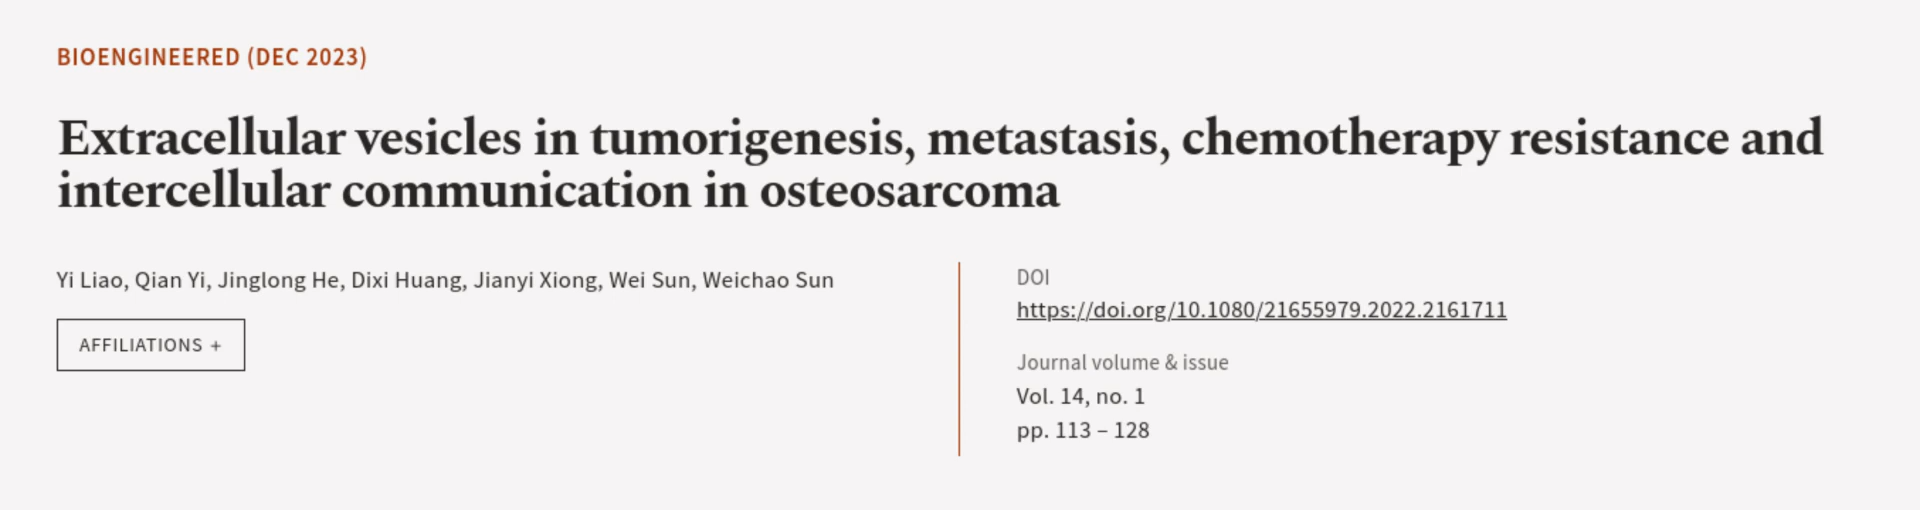 BIOENGINEERED (DEC 2023)
Extracellular vesicles in tumorigenesis, metastasis, chemotherapy resistance and
intercellular communication in osteosarcoma
Yi Liao, Qian Yi, Jinglong He, Dixi Huang, Jianyi Xiong, Wei Sun, Weichao Sun
AFFILIATIONS +
DOI
https://doi.org/10.1080/21655979.2022.2161711
Journal volume & issue
Vol. 14, no. 1
pp. 113 – 128